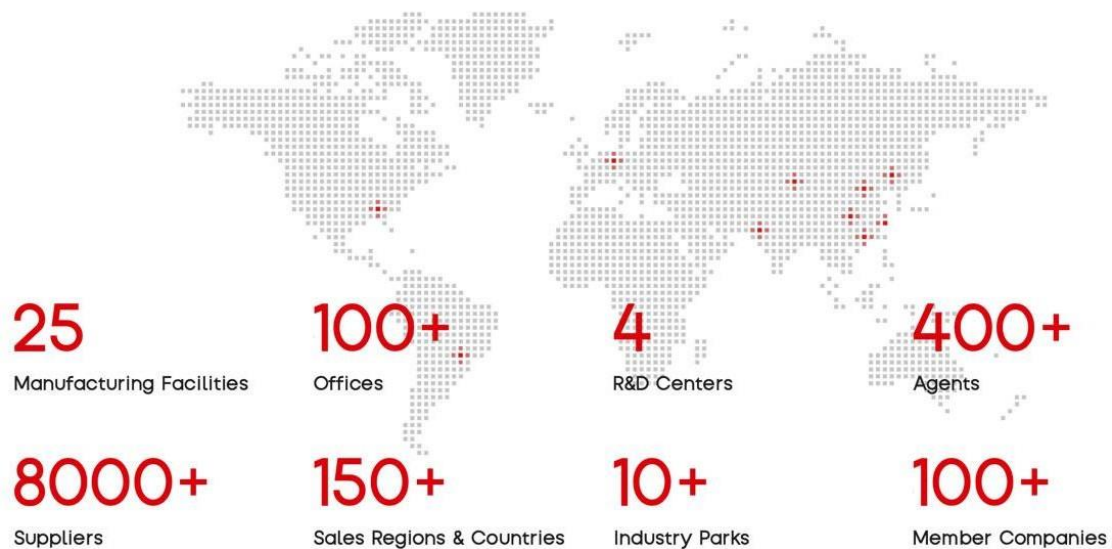 25
Manufacturing Facilities
100+
Offices
4
R&D Centers
400+
Agents
8000+
Suppliers
150+
Sales Regions & Countries
10+
Industry Parks
100+
Member Companies